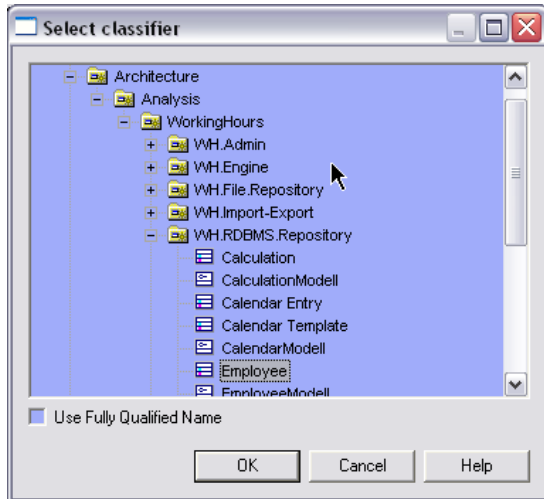 Select classifier
Architecture
Analysis
WorkingHours
WH.Admin
WH.Engine
WH.File.Repository
WH.Import-Export
WH.RDBMS.Repository
Calculation
CalculationModell
Calendar Entry
Calendar Template
CalendarModell
Employee
EmployeeModell
Use Fully Qualified Name
OK
Cancel
Help